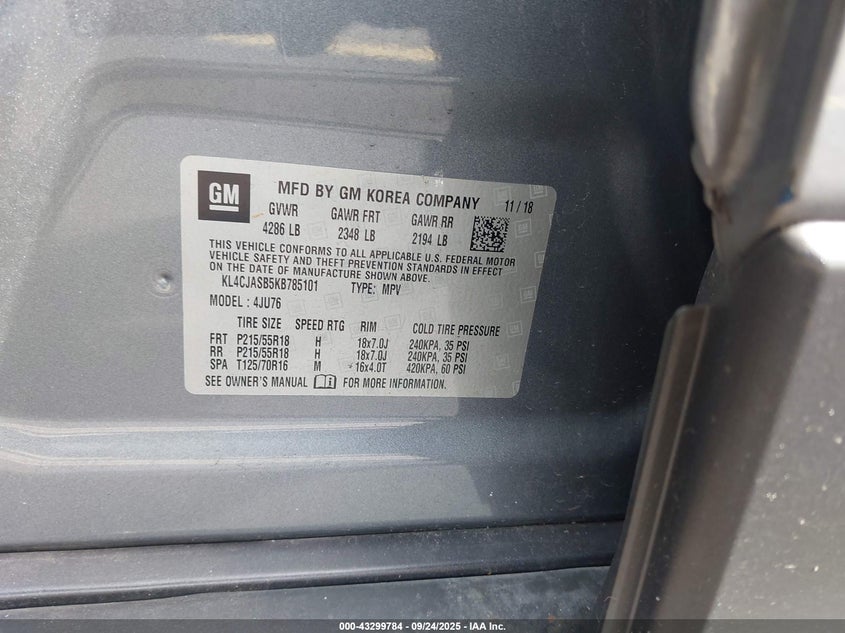 GM
MFD BY GM KOREA COMPANY 11 / 18
GVWR GAWR FRT GAWR RR
4286 LB 2348 LB 2194 LB
THIS VEHICLE CONFORMS TO ALL APPLICABLE U.S. FEDERAL MOTOR
VEHICLE SAFETY AND THEFT PREVENTION STANDARDS IN EFFECT
ON THE DATE OF MANUFACTURE SHOWN ABOVE.
KL4CJASB5KB785101 TYPE: MPV
MODEL : 4JU76
TIRE SIZE SPEED RTG RIM COLD TIRE PRESSURE
FRT P215/55R18 H 18x7.0J 240KPA, 35 PSI
RR P215/55R18 H 18x7.0J 240KPA, 35 PSI
SPA T125/70R16 M 16x4.0T 420KPA, 60 PSI
SEE OWNER'S MANUAL FOR MORE INFORMATION.
000-43299784 - 09/24/2025 - IAA Inc.